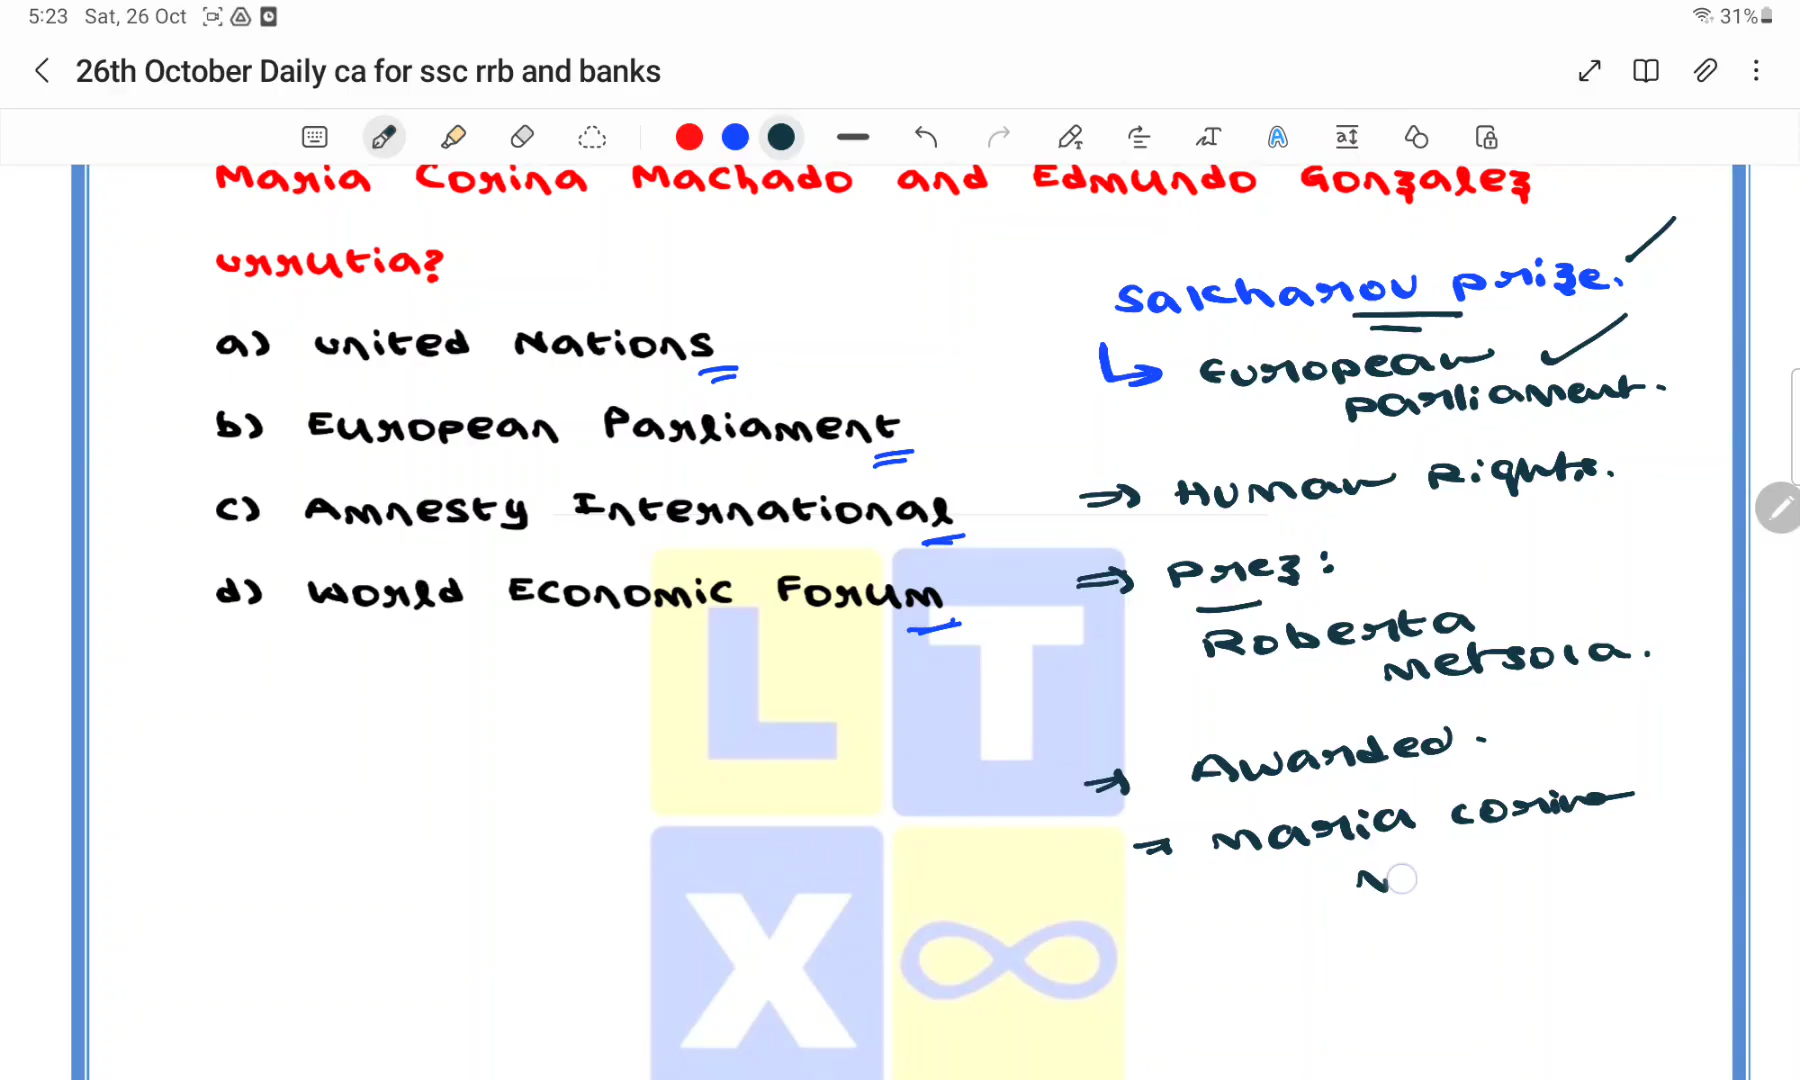 5:23 Sat, 26 Oct 31%
26th October Daily ca for ssc rrb and banks
Maria Corina Machado and Edmundo Gonzalez
urrutia?
a) united Nations
b) European Parliament
c) Amnesty International
d) World Economic Forum
Sakharov prize.
↳ European
parliament.
⇒ Human Rights.
⇒ Prez:
Roberta
Metsola.
→ Awarded.
→ Maria Corina
L T
X ∞